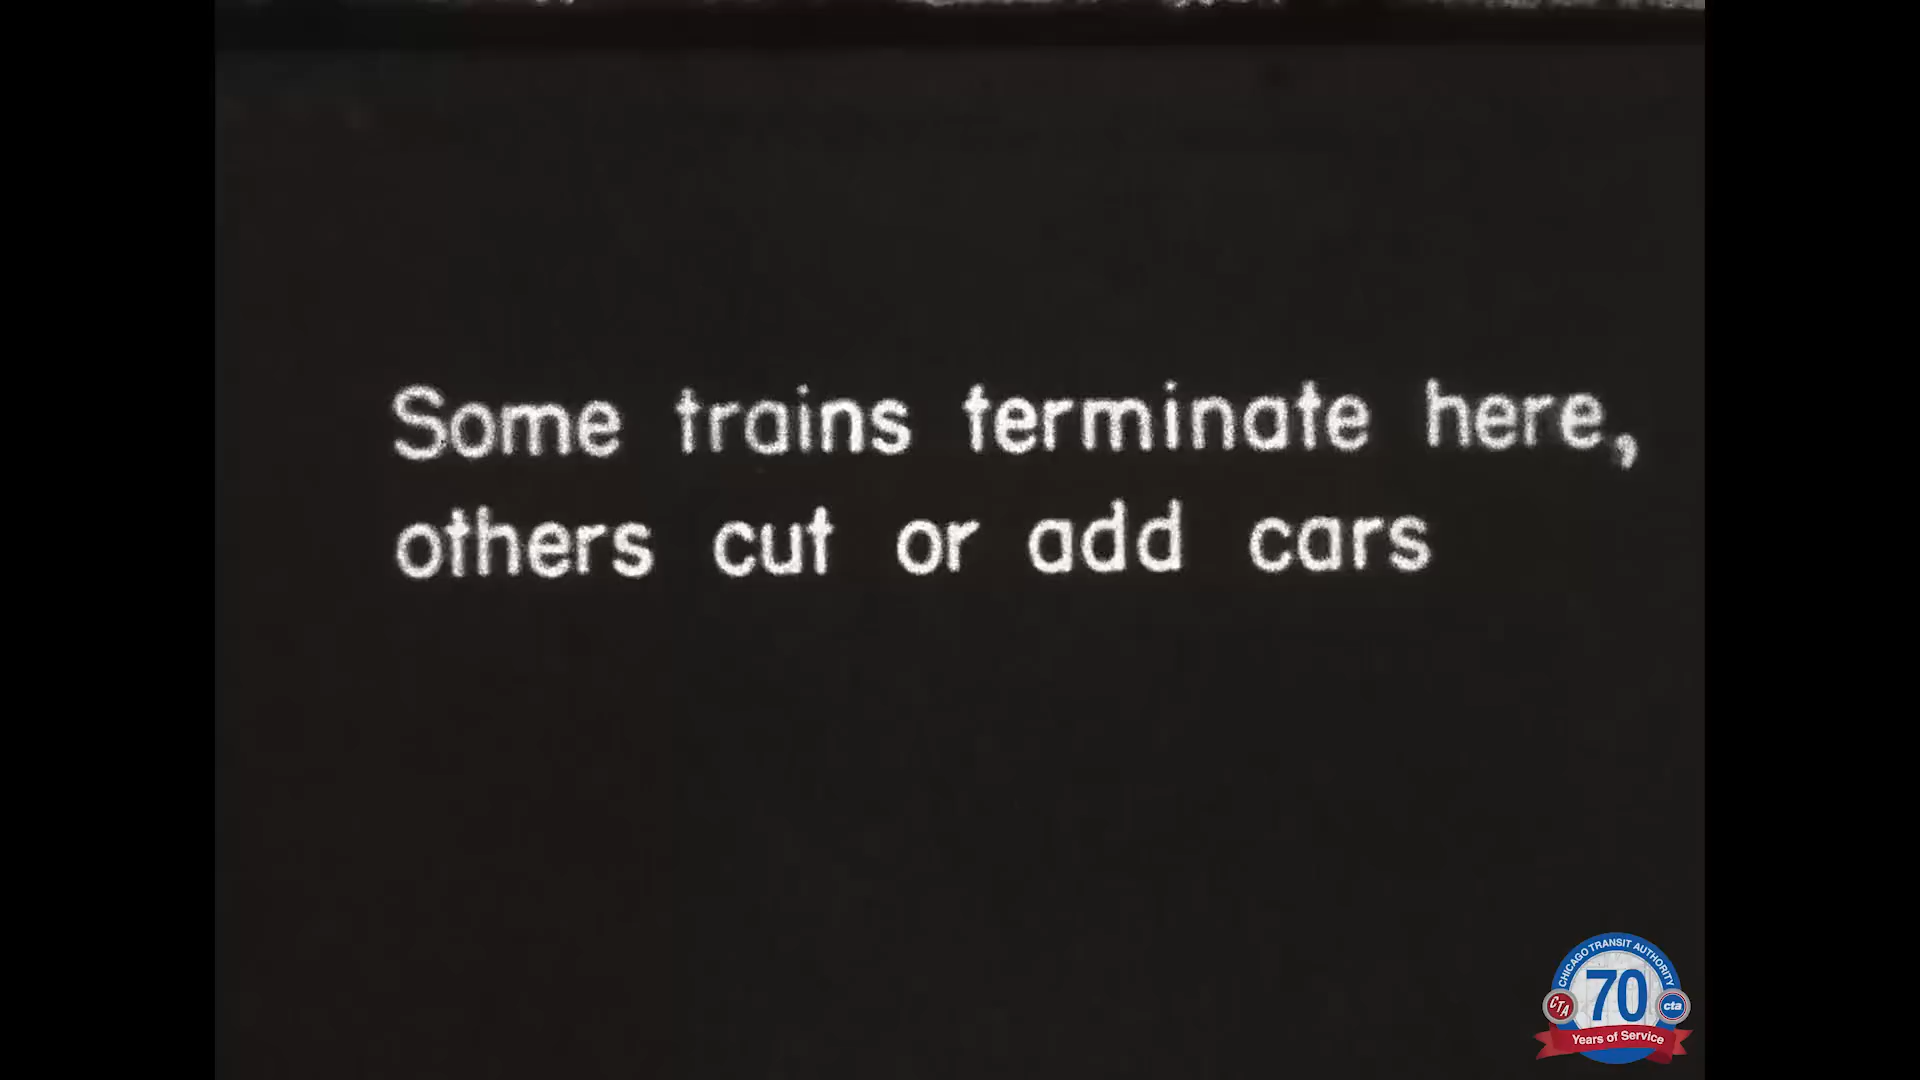 Some trains terminate here,
others cut or add cars
CHICAGO TRANSIT AUTHORITY
70
CTA
cta
Years of Service